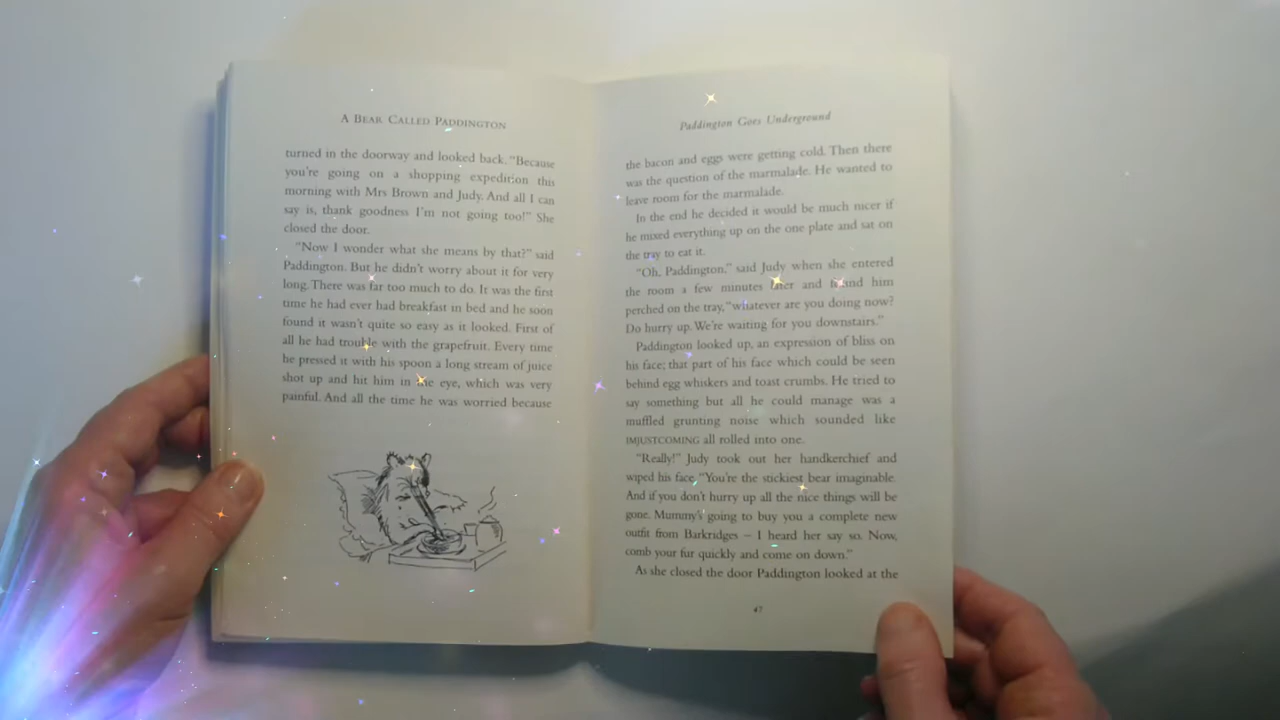 A BEAR CALLED PADDINGTON
turned in the doorway and looked back. “Because
you’re going on a shopping expedition this
morning with Mrs Brown and Judy. And all I can
say is, thank goodness I’m not going too!” She
closed the door.
“Now I wonder what she means by that?” said
Paddington. But he didn’t worry about it for very
long. There was far too much to do. It was the first
time he had ever had breakfast in bed and he soon
found it wasn’t quite so easy as it looked. First of
all he had trouble with the grapefruit. Every time
he pressed it with his spoon a long stream of juice
shot up and hit him in the eye, which was very
painful. And all the time he was worried because
Paddington Goes Underground
the bacon and eggs were getting cold. Then there
was the question of the marmalade. He wanted to
leave room for the marmalade.
In the end he decided it would be much nicer if
he mixed everything up on the one plate and sat on
the tray to eat it.
“Oh, Paddington,” said Judy when she entered
the room a few minutes later and found him
perched on the tray, “whatever are you doing now?
Do hurry up. We’re waiting for you downstairs.”
Paddington looked up, an expression of bliss on
his face; that part of his face which could be seen
behind egg whiskers and toast crumbs. He tried to
say something but all he could manage was a
muffled grunting noise which sounded like
IMJUSTCOMING all rolled into one.
“Really!” Judy took out her handkerchief and
wiped his face. “You’re the stickiest bear imaginable.
And if you don’t hurry up all the nice things will be
gone. Mummy’s going to buy you a complete new
outfit from Barkridges – I heard her say so. Now,
comb your fur quickly and come on down.”
As she closed the door Paddington looked at the
47